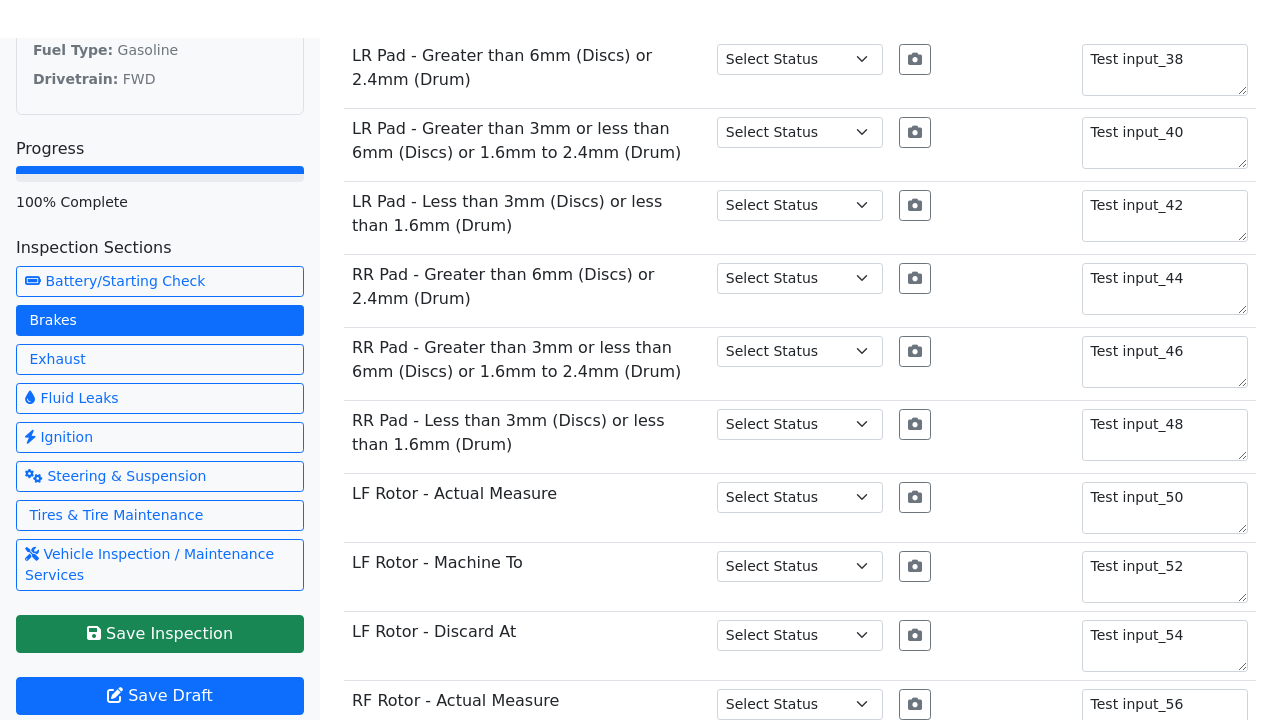 Fuel Type: Gasoline
Drivetrain: FWD
Progress
100% Complete
Inspection Sections
Battery/Starting Check
Brakes
Exhaust
Fluid Leaks
Ignition
Steering & Suspension
Tires & Tire Maintenance
Vehicle Inspection / Maintenance
Services
Save Inspection
Save Draft
LR Pad - Greater than 6mm (Discs) or
2.4mm (Drum)
Select Status
Test input_38
LR Pad - Greater than 3mm or less than
6mm (Discs) or 1.6mm to 2.4mm (Drum)
Select Status
Test input_40
LR Pad - Less than 3mm (Discs) or less
than 1.6mm (Drum)
Select Status
Test input_42
RR Pad - Greater than 6mm (Discs) or
2.4mm (Drum)
Select Status
Test input_44
RR Pad - Greater than 3mm or less than
6mm (Discs) or 1.6mm to 2.4mm (Drum)
Select Status
Test input_46
RR Pad - Less than 3mm (Discs) or less
than 1.6mm (Drum)
Select Status
Test input_48
LF Rotor - Actual Measure
Select Status
Test input_50
LF Rotor - Machine To
Select Status
Test input_52
LF Rotor - Discard At
Select Status
Test input_54
RF Rotor - Actual Measure
Select Status
Test input_56